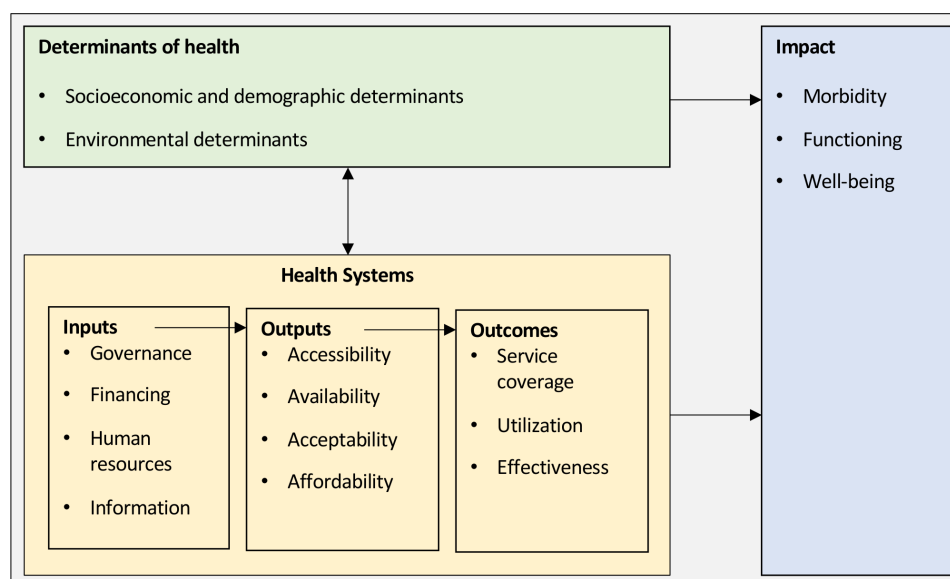 Determinants of health
• Socioeconomic and demographic determinants
• Environmental determinants
Impact
• Morbidity
• Functioning
• Well-being
Health Systems
Inputs
• Governance
• Financing
• Human
resources
• Information
Outputs
• Accessibility
• Availability
• Acceptability
• Affordability
Outcomes
• Service
coverage
• Utilization
• Effectiveness